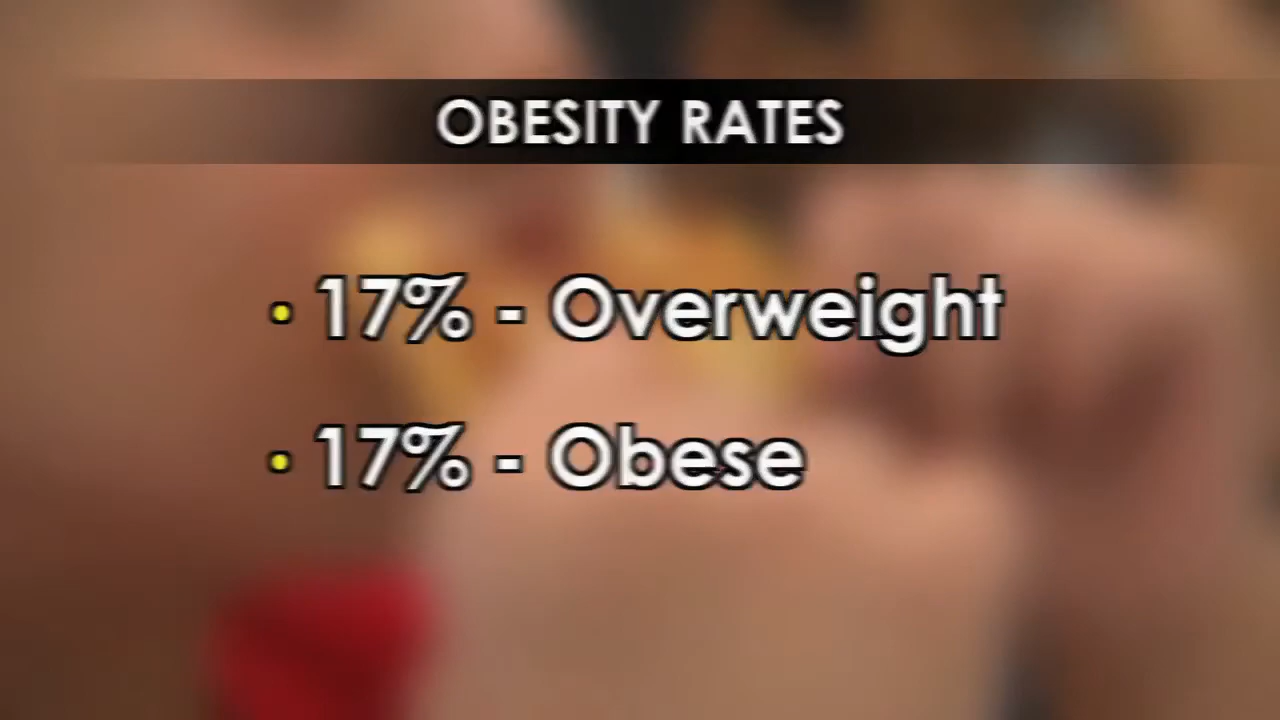 OBESITY RATES
• 17% - Overweight
• 17% - Obese